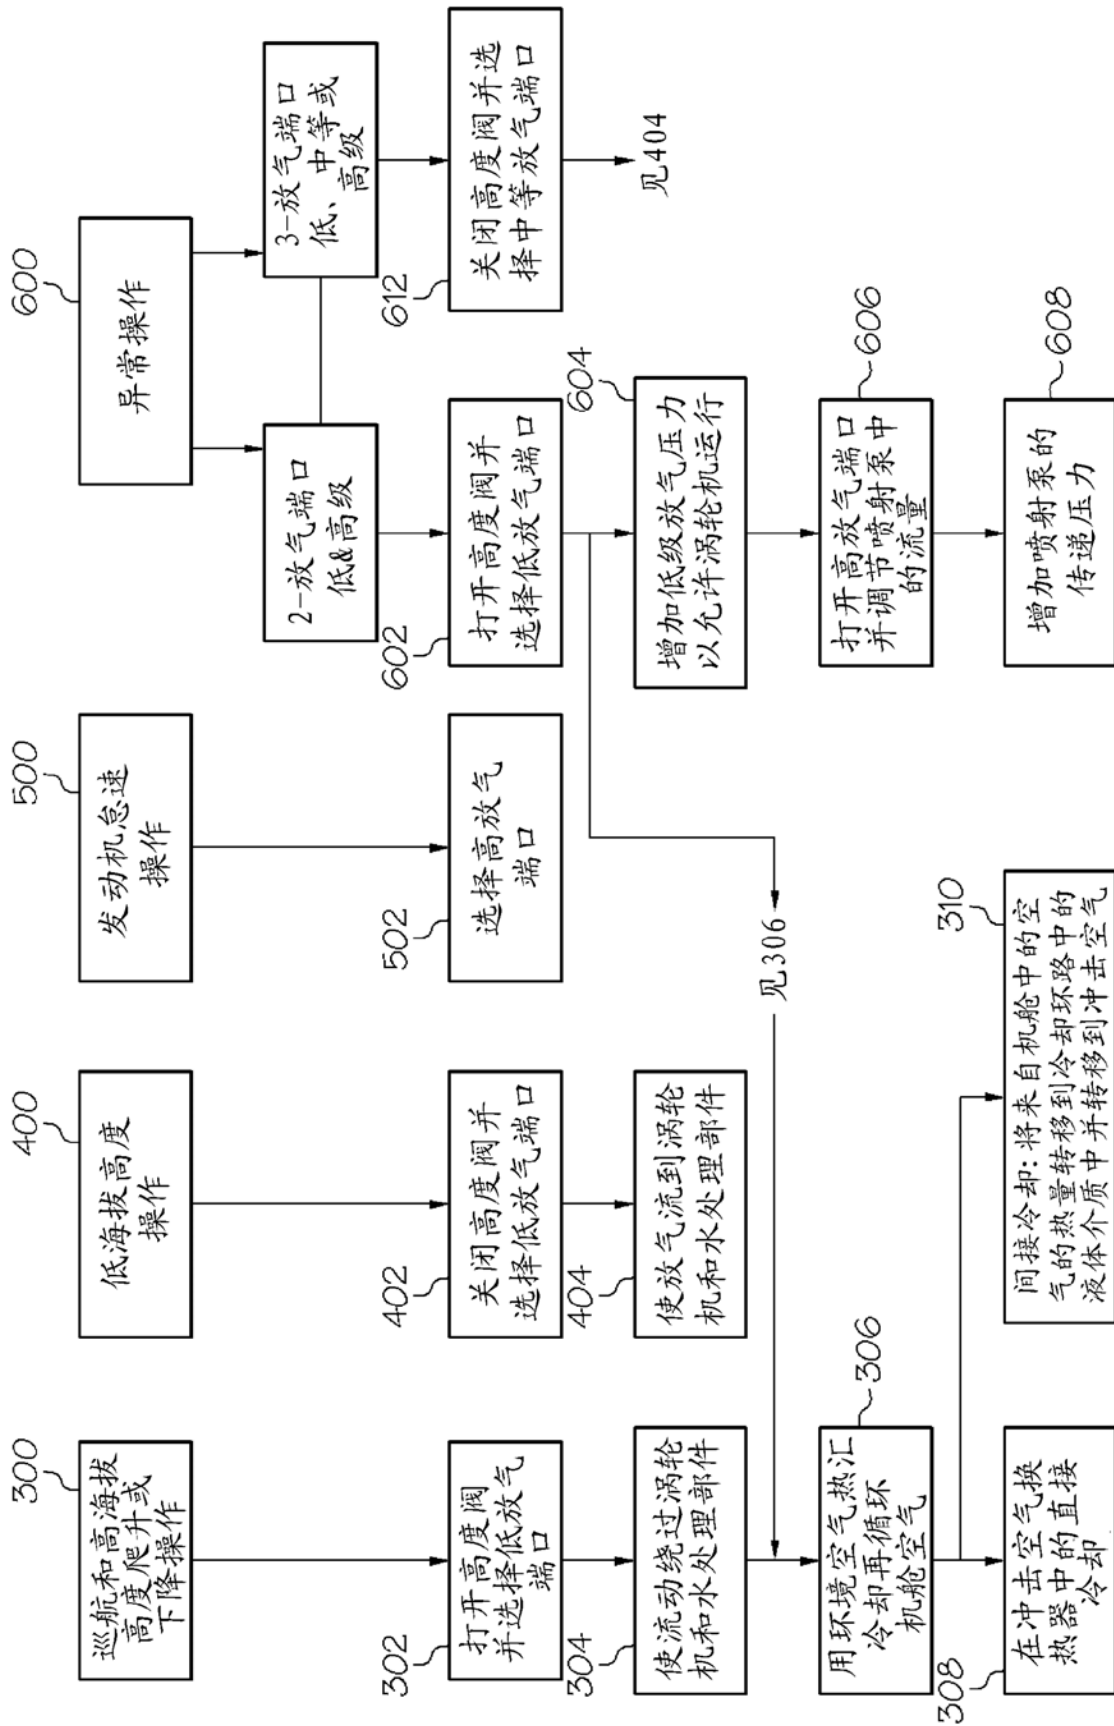 300
巡航和高海拔
高度爬升或
下降操作
302
打开高度阀
并选择低放气
端口
304
使流动绕过涡轮
机和水处理部件
306
用环境空气热汇
冷却再循环
机舱空气
308
在冲击空气换
热器中的直接
冷却
310
间接冷却:将来自机舱中的空
气的热量转移到冷却环路中的
液体介质中并转移到冲击空气
400
低海拔高度
操作
402
关闭高度阀并
选择低放气端口
404
使放气流到涡轮
机和水处理部件
见306
500
发动机怠速
操作
502
选择高放气
端口
600
异常操作
2-放气端口
低&高级
602
打开高度阀并
选择低放气端口
604
增加低级放气压力
以允许涡轮机运行
606
打开高放气端口
并调节喷射泵中
的流量
608
增加喷射泵的
传递压力
3-放气端口
低、中等或
高级
612
关闭高度阀并选
择中等放气端口
见404